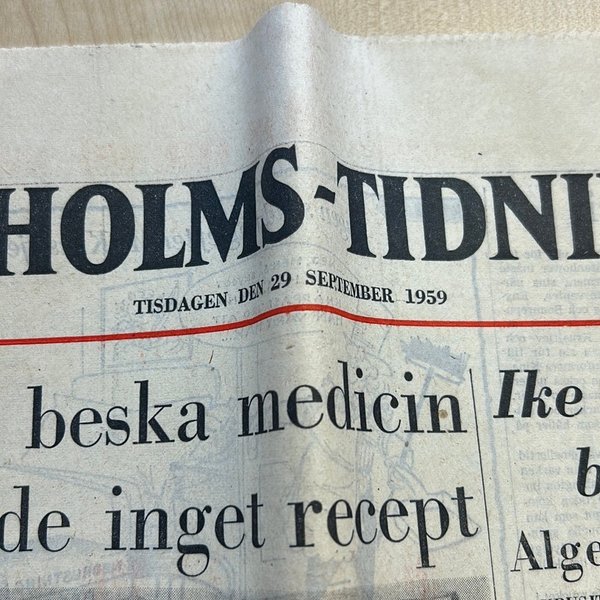 HOLMS-TIDNI
TISDAGEN DEN 29 SEPTEMBER 1959
beska medicin
de inget recept
Ike
b
Alge